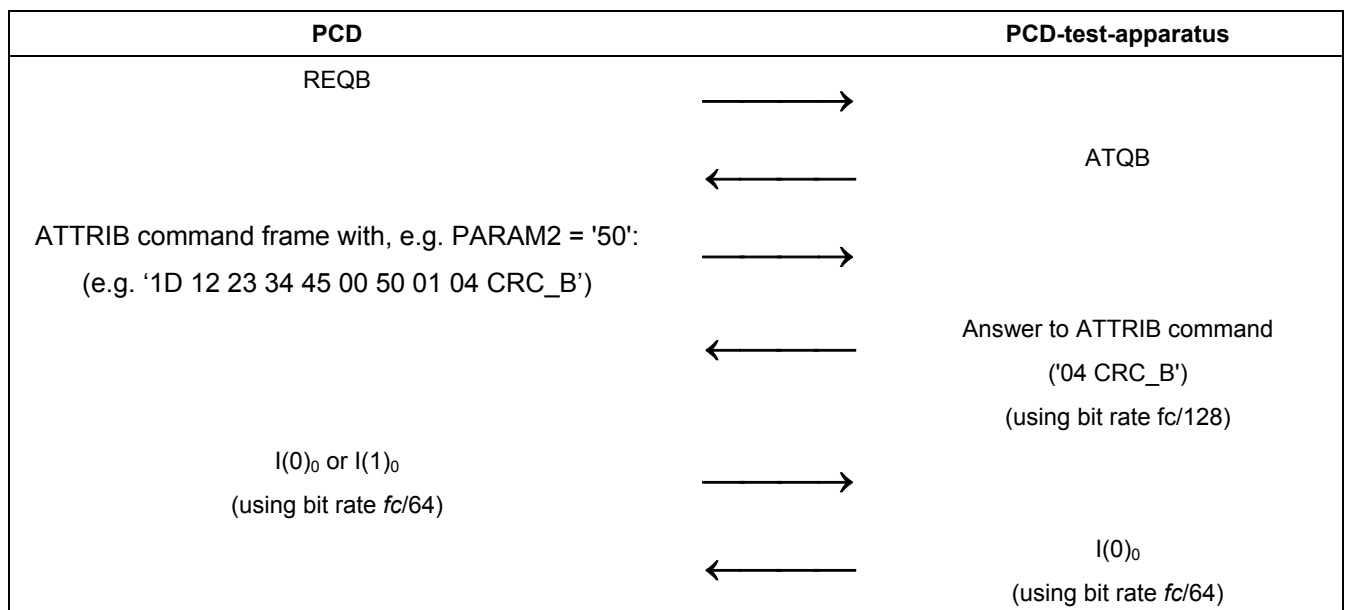 PCD PCD-test-apparatus
REQB
ATQB
ATTRIB command frame with, e.g. PARAM2 = '50':
(e.g. ‘1D 12 23 34 45 00 50 01 04 CRC_B’)
Answer to ATTRIB command
('04 CRC_B')
(using bit rate fc/128)
I(0)₀ or I(1)₀
(using bit rate fc/64)
I(0)₀
(using bit rate fc/64)